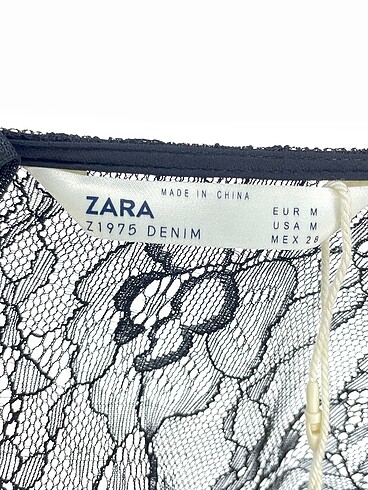 MADE IN CHINA
ZARA
Z1975 DENIM
EUR M
USA M
MEX 28